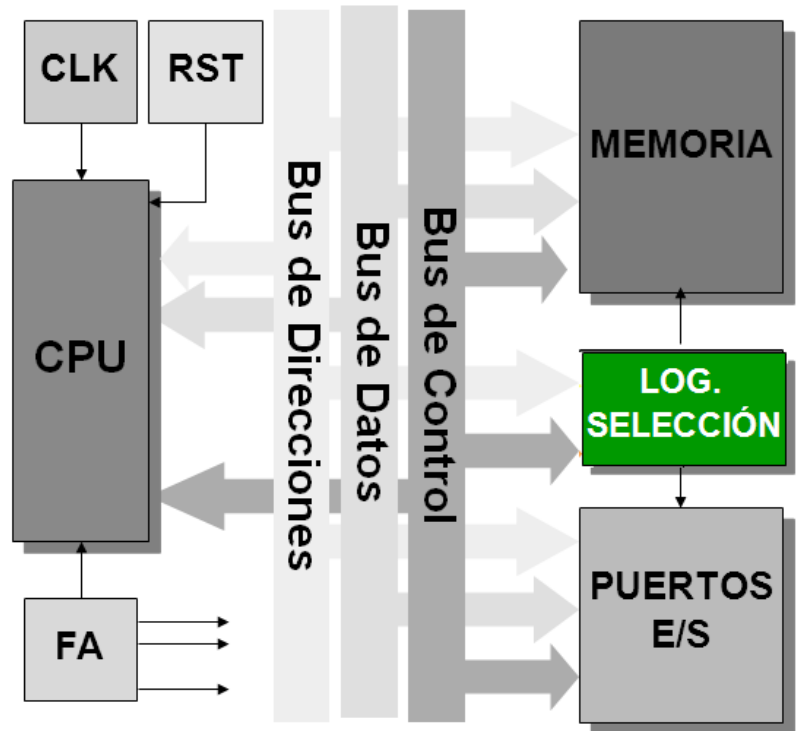 CLK
RST
CPU
FA
Bus de Direcciones
Bus de Datos
Bus de Control
MEMORIA
LOG.
SELECCIÓN
PUERTOS
E/S